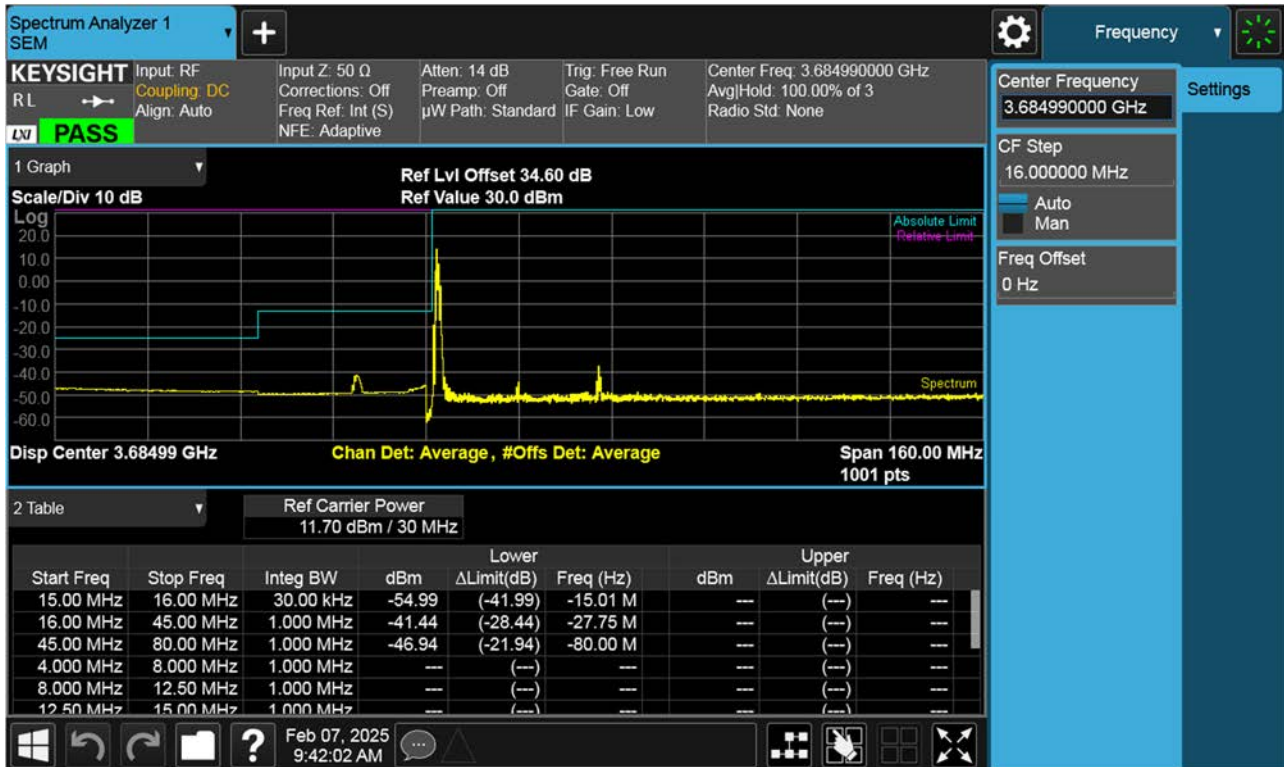 Spectrum Analyzer 1
SEM
+
Frequency
KEYSIGHT
RL
LXI PASS
Input: RF
Coupling: DC
Align: Auto
Input Z: 50 Ω
Corrections: Off
Freq Ref: Int (S)
NFE: Adaptive
Atten: 14 dB
Preamp: Off
µW Path: Standard
Trig: Free Run
Gate: Off
IF Gain: Low
Center Freq: 3.684990000 GHz
Avg|Hold: 100.00% of 3
Radio Std: None
Center Frequency
3.684990000 GHz
Settings
CF Step
16.000000 MHz
Auto
Man
Freq Offset
0 Hz
1 Graph
Scale/Div 10 dB
Ref Lvl Offset 34.60 dB
Ref Value 30.0 dBm
Log
Absolute Limit
Relative Limit
20.0
10.0
0.00
-10.0
-20.0
-30.0
-40.0
-50.0
-60.0
Spectrum
Disp Center 3.68499 GHz
Chan Det: Average, #Offs Det: Average
Span 160.00 MHz
1001 pts
2 Table
Ref Carrier Power
11.70 dBm / 30 MHz
Lower Upper
Start Freq Stop Freq Integ BW dBm ΔLimit(dB) Freq (Hz) dBm ΔLimit(dB) Freq (Hz)
15.00 MHz 16.00 MHz 30.00 kHz -54.99 (-41.99) -15.01 M --- (---) ---
16.00 MHz 45.00 MHz 1.000 MHz -41.44 (-28.44) -27.75 M --- (---) ---
45.00 MHz 80.00 MHz 1.000 MHz -46.94 (-21.94) -80.00 M --- (---) ---
4.000 MHz 8.000 MHz 1.000 MHz --- (---) --- --- (---) ---
8.000 MHz 12.50 MHz 1.000 MHz --- (---) --- --- (---) ---
12.50 MHz 15.00 MHz 1.000 MHz --- (---) --- --- (---) ---
?
Feb 07, 2025
9:42:02 AM